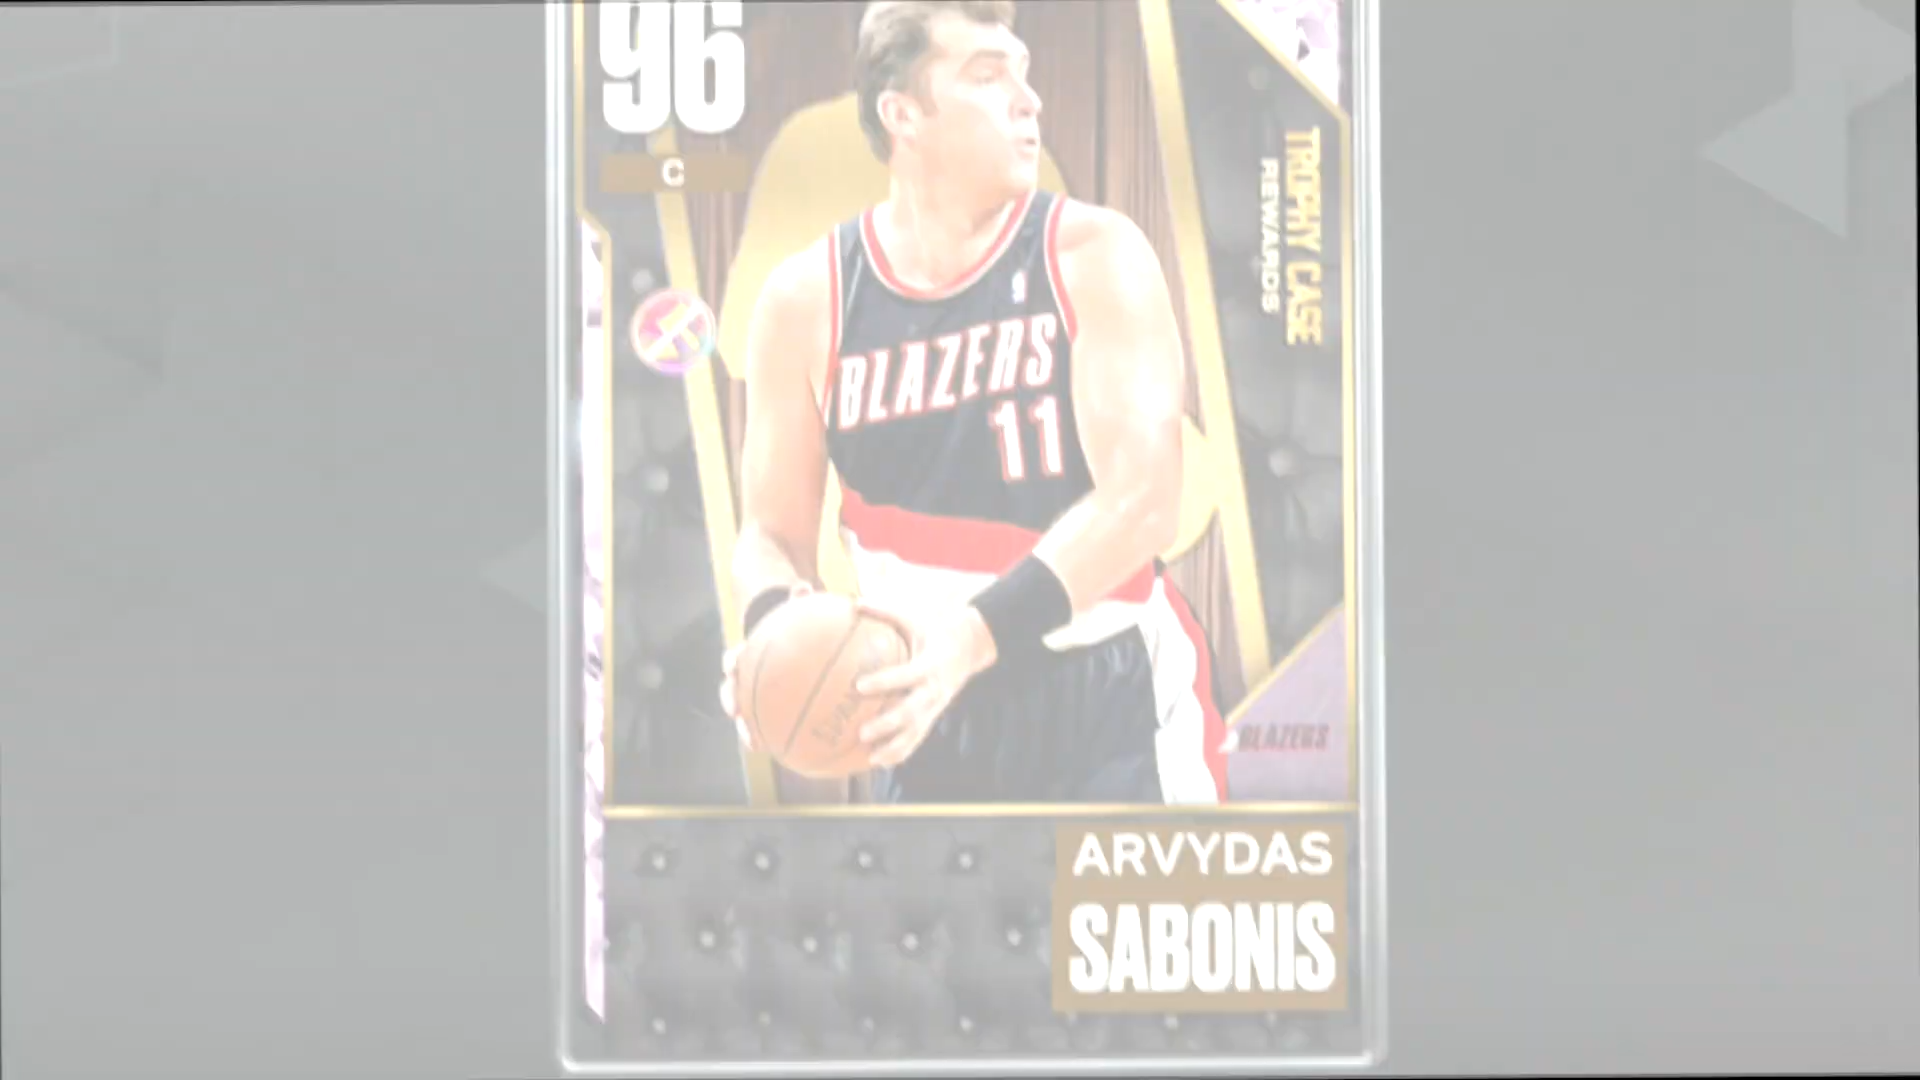 96
C
TROPHY CASE
REWARDS
BLAZERS
11
BLAZERS
ARVYDAS
SABONIS